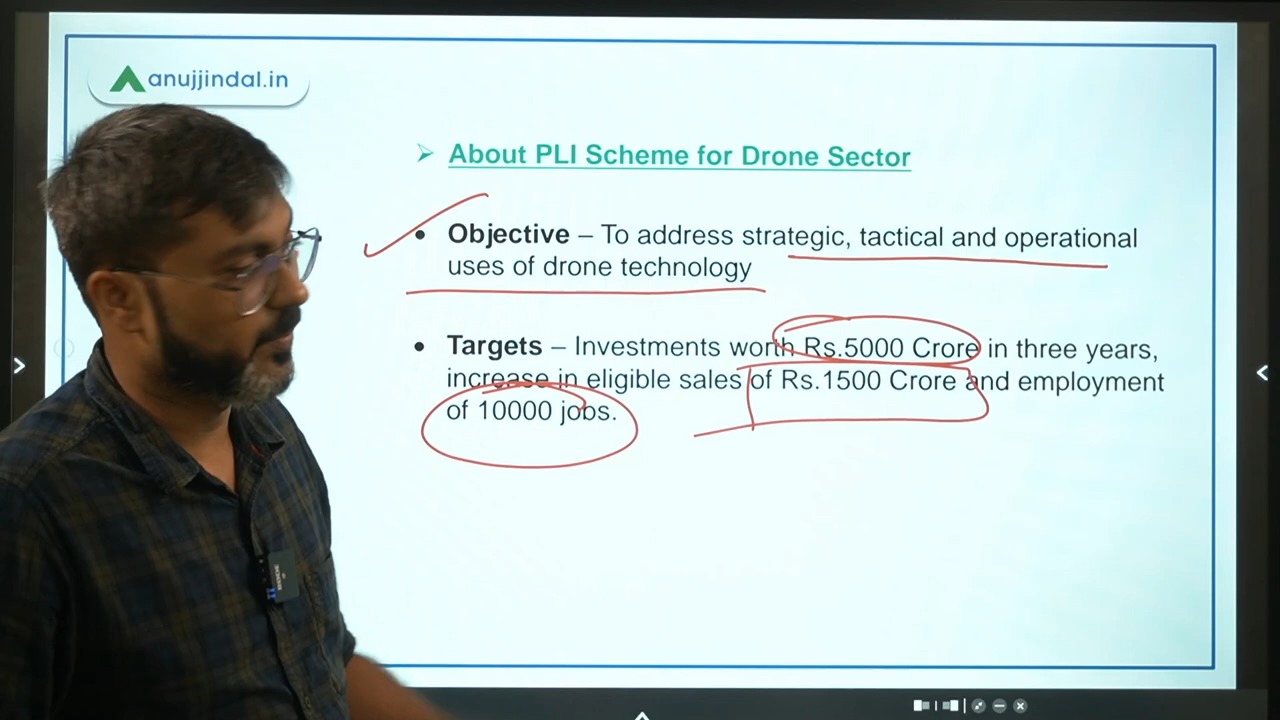 anujjindal.in
➢ About PLI Scheme for Drone Sector
• Objective – To address strategic, tactical and operational
uses of drone technology
• Targets – Investments worth Rs.5000 Crore in three years,
increase in eligible sales of Rs.1500 Crore and employment
of 10000 jobs.